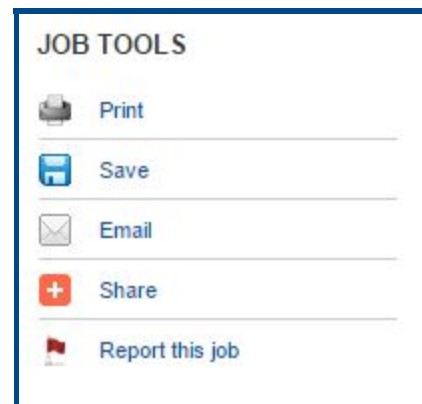 JOB TOOLS
Print
Save
Email
Share
Report this job